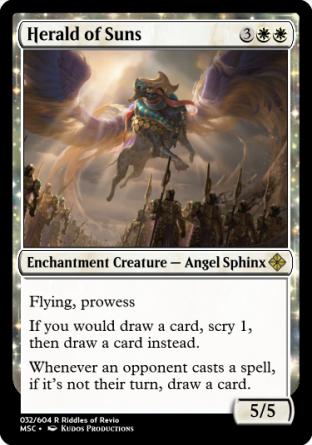 Herald of Suns 3
Enchantment Creature — Angel Sphinx
Flying, prowess
If you would draw a card, scry 1,
then draw a card instead.
Whenever an opponent casts a spell,
if it's not their turn, draw a card.
5/5
032/604 R Riddles of Revio
MSC • Kudos Productions